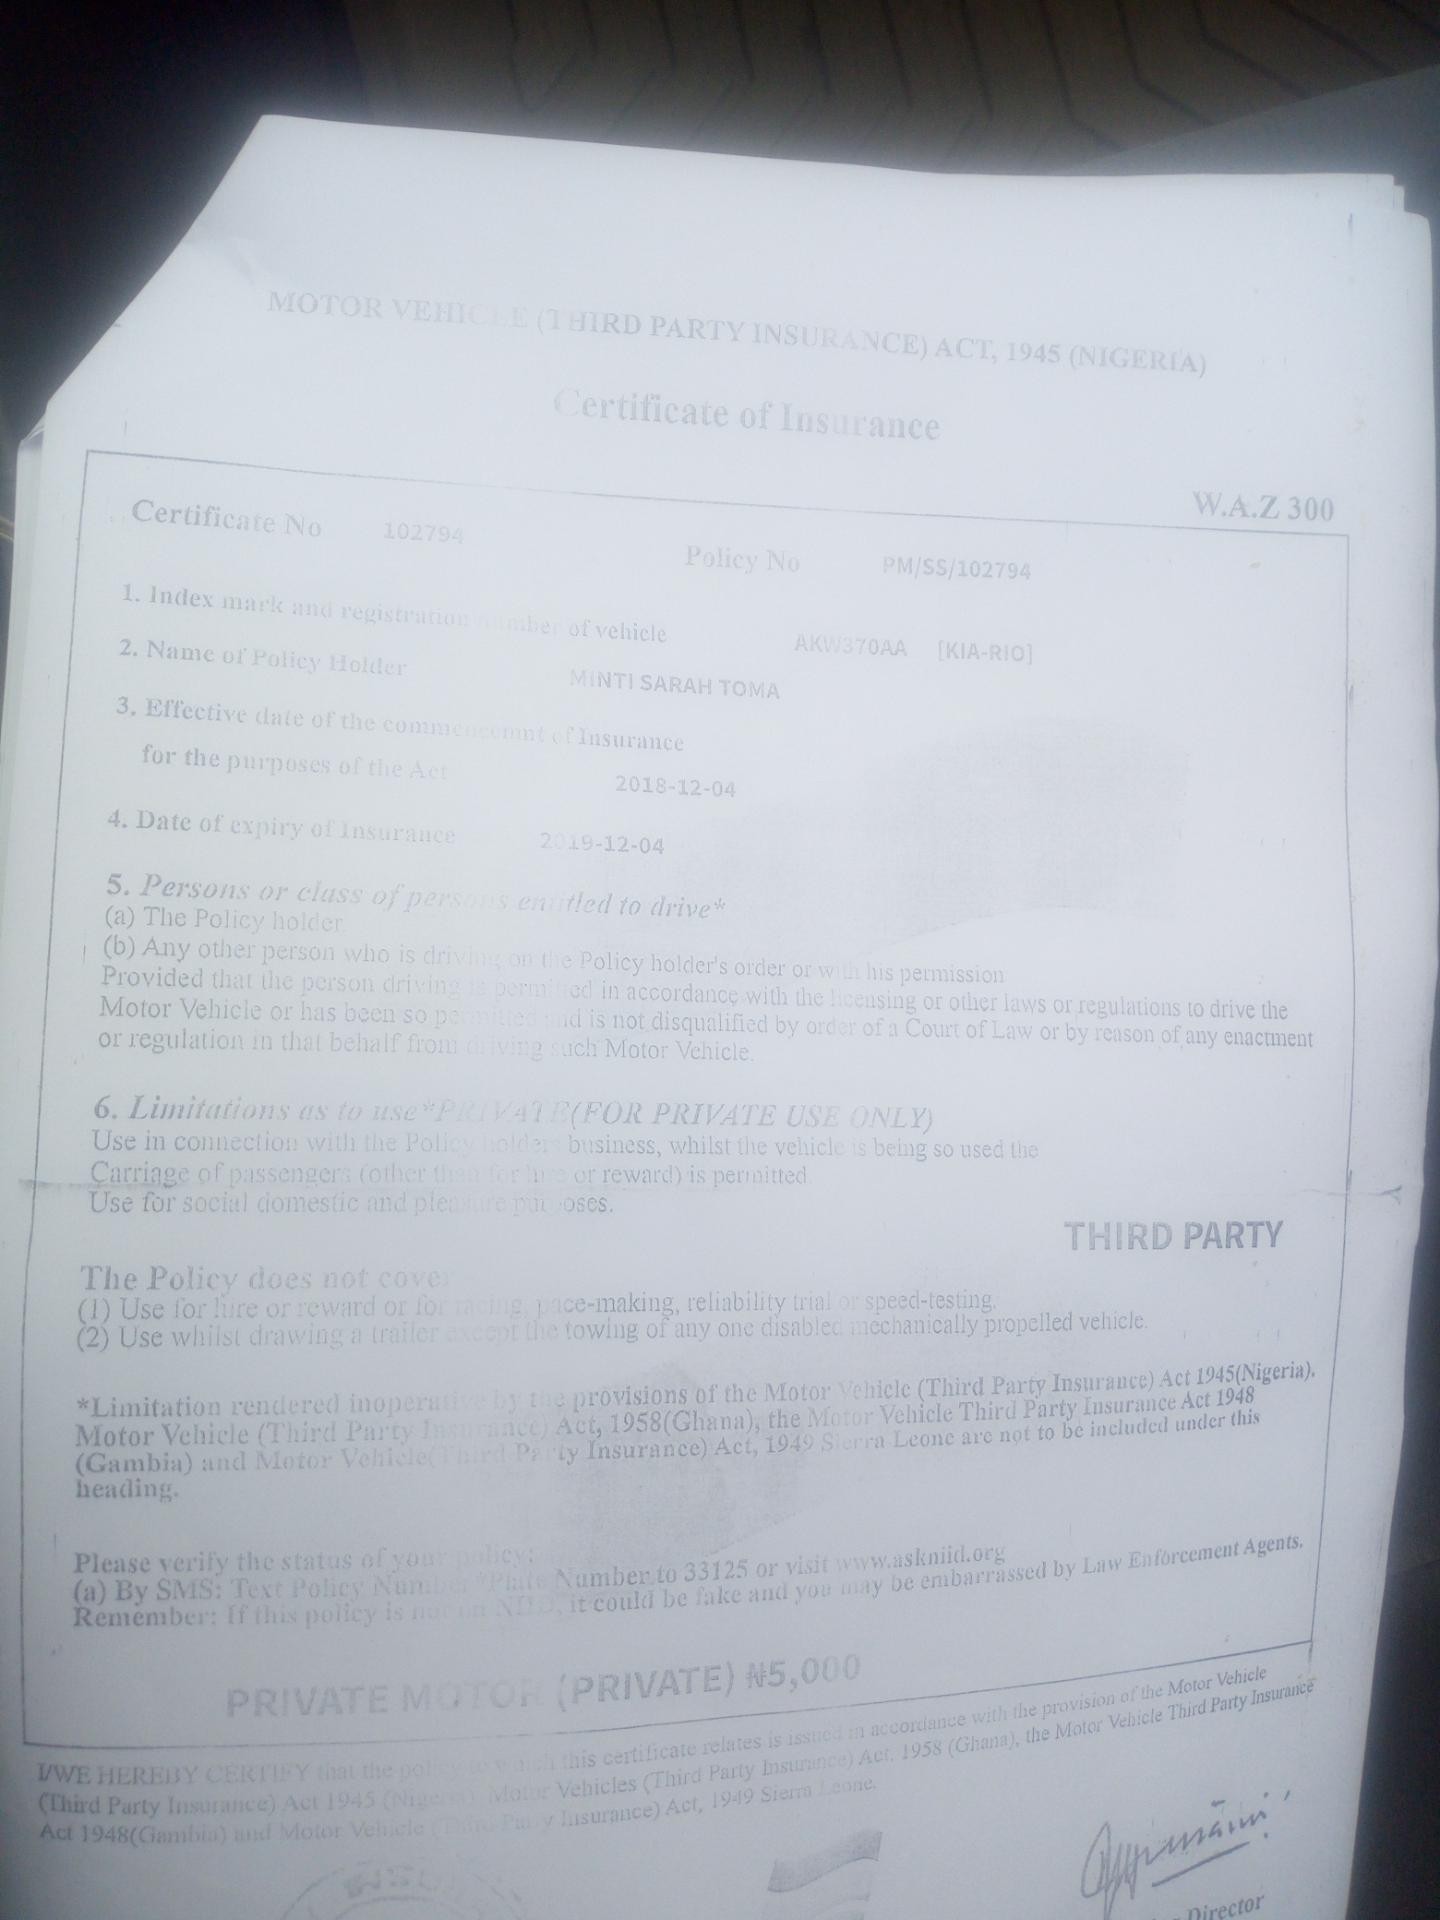 MOTOR VEHICLE (THIRD PARTY INSURANCE) ACT, 1945 (NIGERIA)
Certificate of Insurance
W.A.Z 300
Certificate No 102794
Policy No PM/SS/102794
1. Index mark and registration number of vehicle AKW370AA [KIA-RIO]
2. Name of Policy Holder MINTI SARAH TOMA
3. Effective date of the commencemnt of Insurance
for the purposes of the Act 2018-12-04
4. Date of expiry of Insurance 2019-12-04
5. Persons or class of persons entitled to drive*
(a) The Policy holder
(b) Any other person who is driving on the Policy holder's order or with his permission
Provided that the person driving is permitted in accordance with the licensing or other laws or regulations to drive the
Motor Vehicle or has been so permitted and is not disqualified by order of a Court of Law or by reason of any enactment
or regulation in that behalf from driving such Motor Vehicle.
6. Limitations as to use*PRIVATE(FOR PRIVATE USE ONLY)
Use in connection with the Policy holders business, whilst the vehicle is being so used the
Carriage of passengers (other than for hire or reward) is permitted.
Use for social domestic and pleasure purposes.
THIRD PARTY
The Policy does not cover
(1) Use for hire or reward or for racing, pace-making, reliability trial or speed-testing.
(2) Use whilst drawing a trailer except the towing of any one disabled mechanically propelled vehicle.
*Limitation rendered inoperative by the provisions of the Motor Vehicle (Third Party Insurance) Act 1945(Nigeria),
Motor Vehicle (Third Party Insurance) Act, 1958(Ghana), the Motor Vehicle Third Party Insurance Act 1948
(Gambia) and Motor Vehicle(Third Party Insurance) Act, 1949 Sierra Leone are not to be included under this
heading.
Please verify the status of your policy:
(a) By SMS: Text Policy Number *Plate Number to 33125 or visit www.askniid.org
Remember: If this policy is not on NIID, it could be fake and you may be embarrassed by Law Enforcement Agents.
PRIVATE MOTOR (PRIVATE) ₦5,000
I/WE HEREBY CERTIFY that the policy to which this certificate relates is issued in accordance with the provision of the Motor Vehicle
(Third Party Insurance) Act 1945 (Nigeria), Motor Vehicles (Third Party Insurance) Act, 1958 (Ghana), the Motor Vehicle Third Party Insurance
Act 1948(Gambia) and Motor Vehicle (Third Party Insurance) Act, 1949 Sierra Leone.
Director